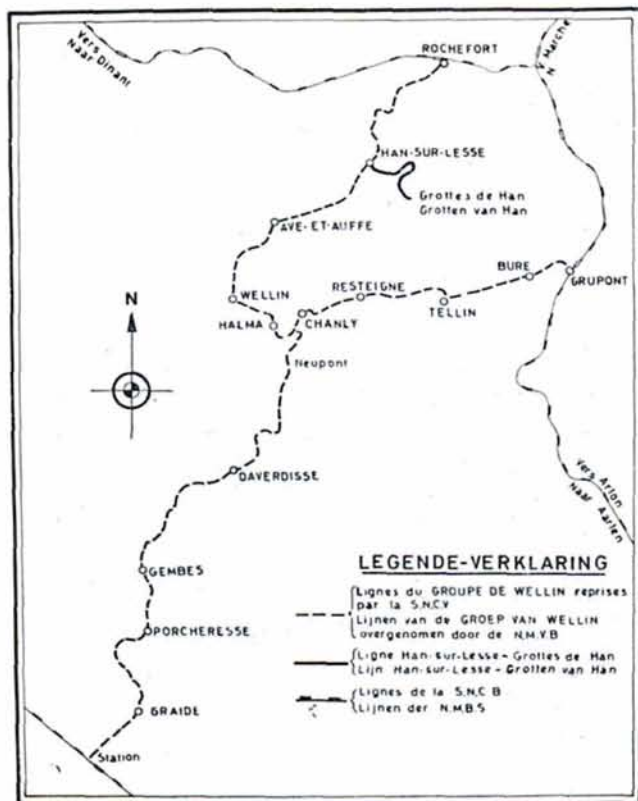 Vers Dinant
Naar Dinant
ROCHEFORT
Vers Marche
N
HAN-SUR-LESSE
Grottes de Han
Grotten van Han
AVE-ET-AUFFE
BURE
GRUPONT
WELLIN
RESTEIGNE
TELLIN
HALMA
CHANLY
N
Neupont
Vers Arlon
Naar Aarlen
DAVERDISSE
GEMBES
PORCHERESSE
GRAIDE
Station
LEGENDE-VERKLARING
Lignes du GROUPE DE WELLIN reprises
par la S.N.C.V
Lijnen van de GROEP VAN WELLIN
overgenomen door de N.M.V.B
Ligne Han-sur-Lesse-Grottes de Han
Lijn Han-sur-Lesse-Grotten van Han
Lignes de la S.N.C.B
Lijnen der N.M.B.S